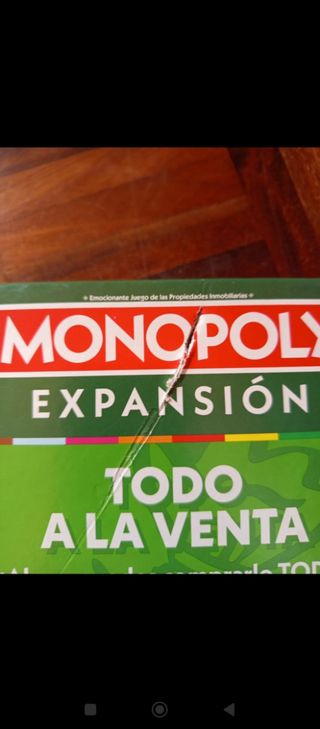 Emocionante Juego de las Propiedades Inmobiliarias
MONOPOLY
EXPANSIÓN
TODO
A LA VENTA